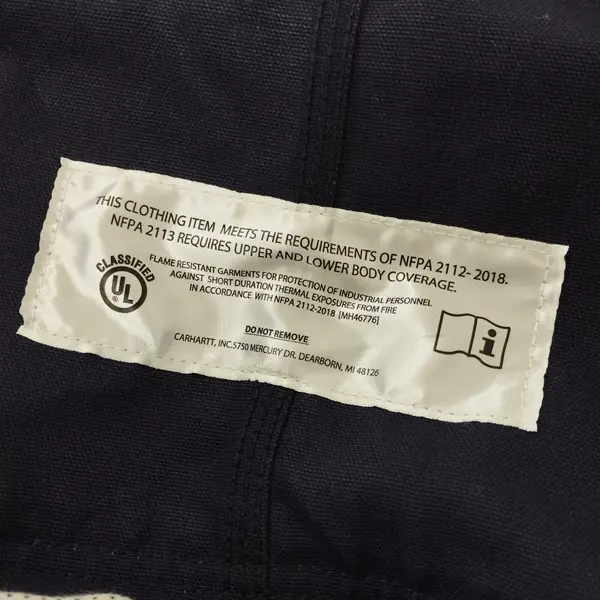 THIS CLOTHING ITEM MEETS THE REQUIREMENTS OF NFPA 2112- 2018.
NFPA 2113 REQUIRES UPPER AND LOWER BODY COVERAGE.
CLASSIFIED
UL
®
FLAME RESISTANT GARMENTS FOR PROTECTION OF INDUSTRIAL PERSONNEL
AGAINST SHORT DURATION THERMAL EXPOSURES FROM FIRE
IN ACCORDANCE WITH NFPA 2112-2018 [MH46776]
i
DO NOT REMOVE
CARHARTT, INC.5750 MERCURY DR. DEARBORN, MI 48126